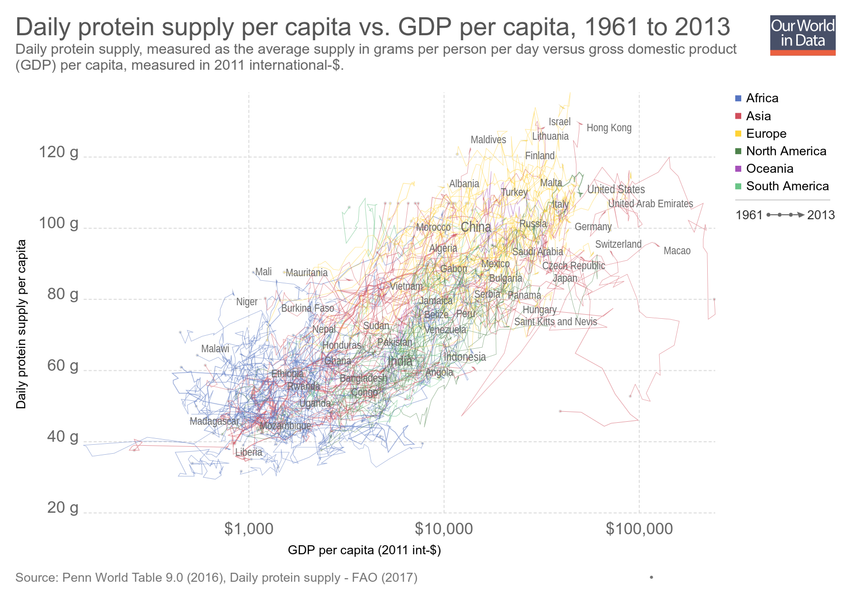 Daily protein supply per capita vs. GDP per capita, 1961 to 2013
Our World
in Data
Daily protein supply, measured as the average supply in grams per person per day versus gross domestic product
(GDP) per capita, measured in 2011 international-$.
Africa
Asia
Europe
North America
Oceania
South America
1961
2013
Daily protein supply per capita
120 g
100 g
80 g
60 g
40 g
20 g
Israel
Hong Kong
Lithuania
Maldives
Finland
Albania
Malta
Turkey
United States
Italy
United Arab Emirates
Morocco
China
Russia
Germany
Algeria
Saudi Arabia
Switzerland
Macao
Mali
Mauritania
Gabon
Mexico
Czech Republic
Bulgaria
Japan
Vietnam
Serbia
Panama
Niger
Burkina Faso
Jamaica
Belize
Peru
Hungary
Nepal
Sudan
Venezuela
Saint Kitts and Nevis
Malawi
Honduras
Pakistan
Ghana
India
Indonesia
Ethiopia
Bangladesh
Angola
Rwanda
Congo
Uganda
Madagascar
Mozambique
Liberia
$1,000
$10,000
$100,000
GDP per capita (2011 int-$)
Source: Penn World Table 9.0 (2016), Daily protein supply - FAO (2017)